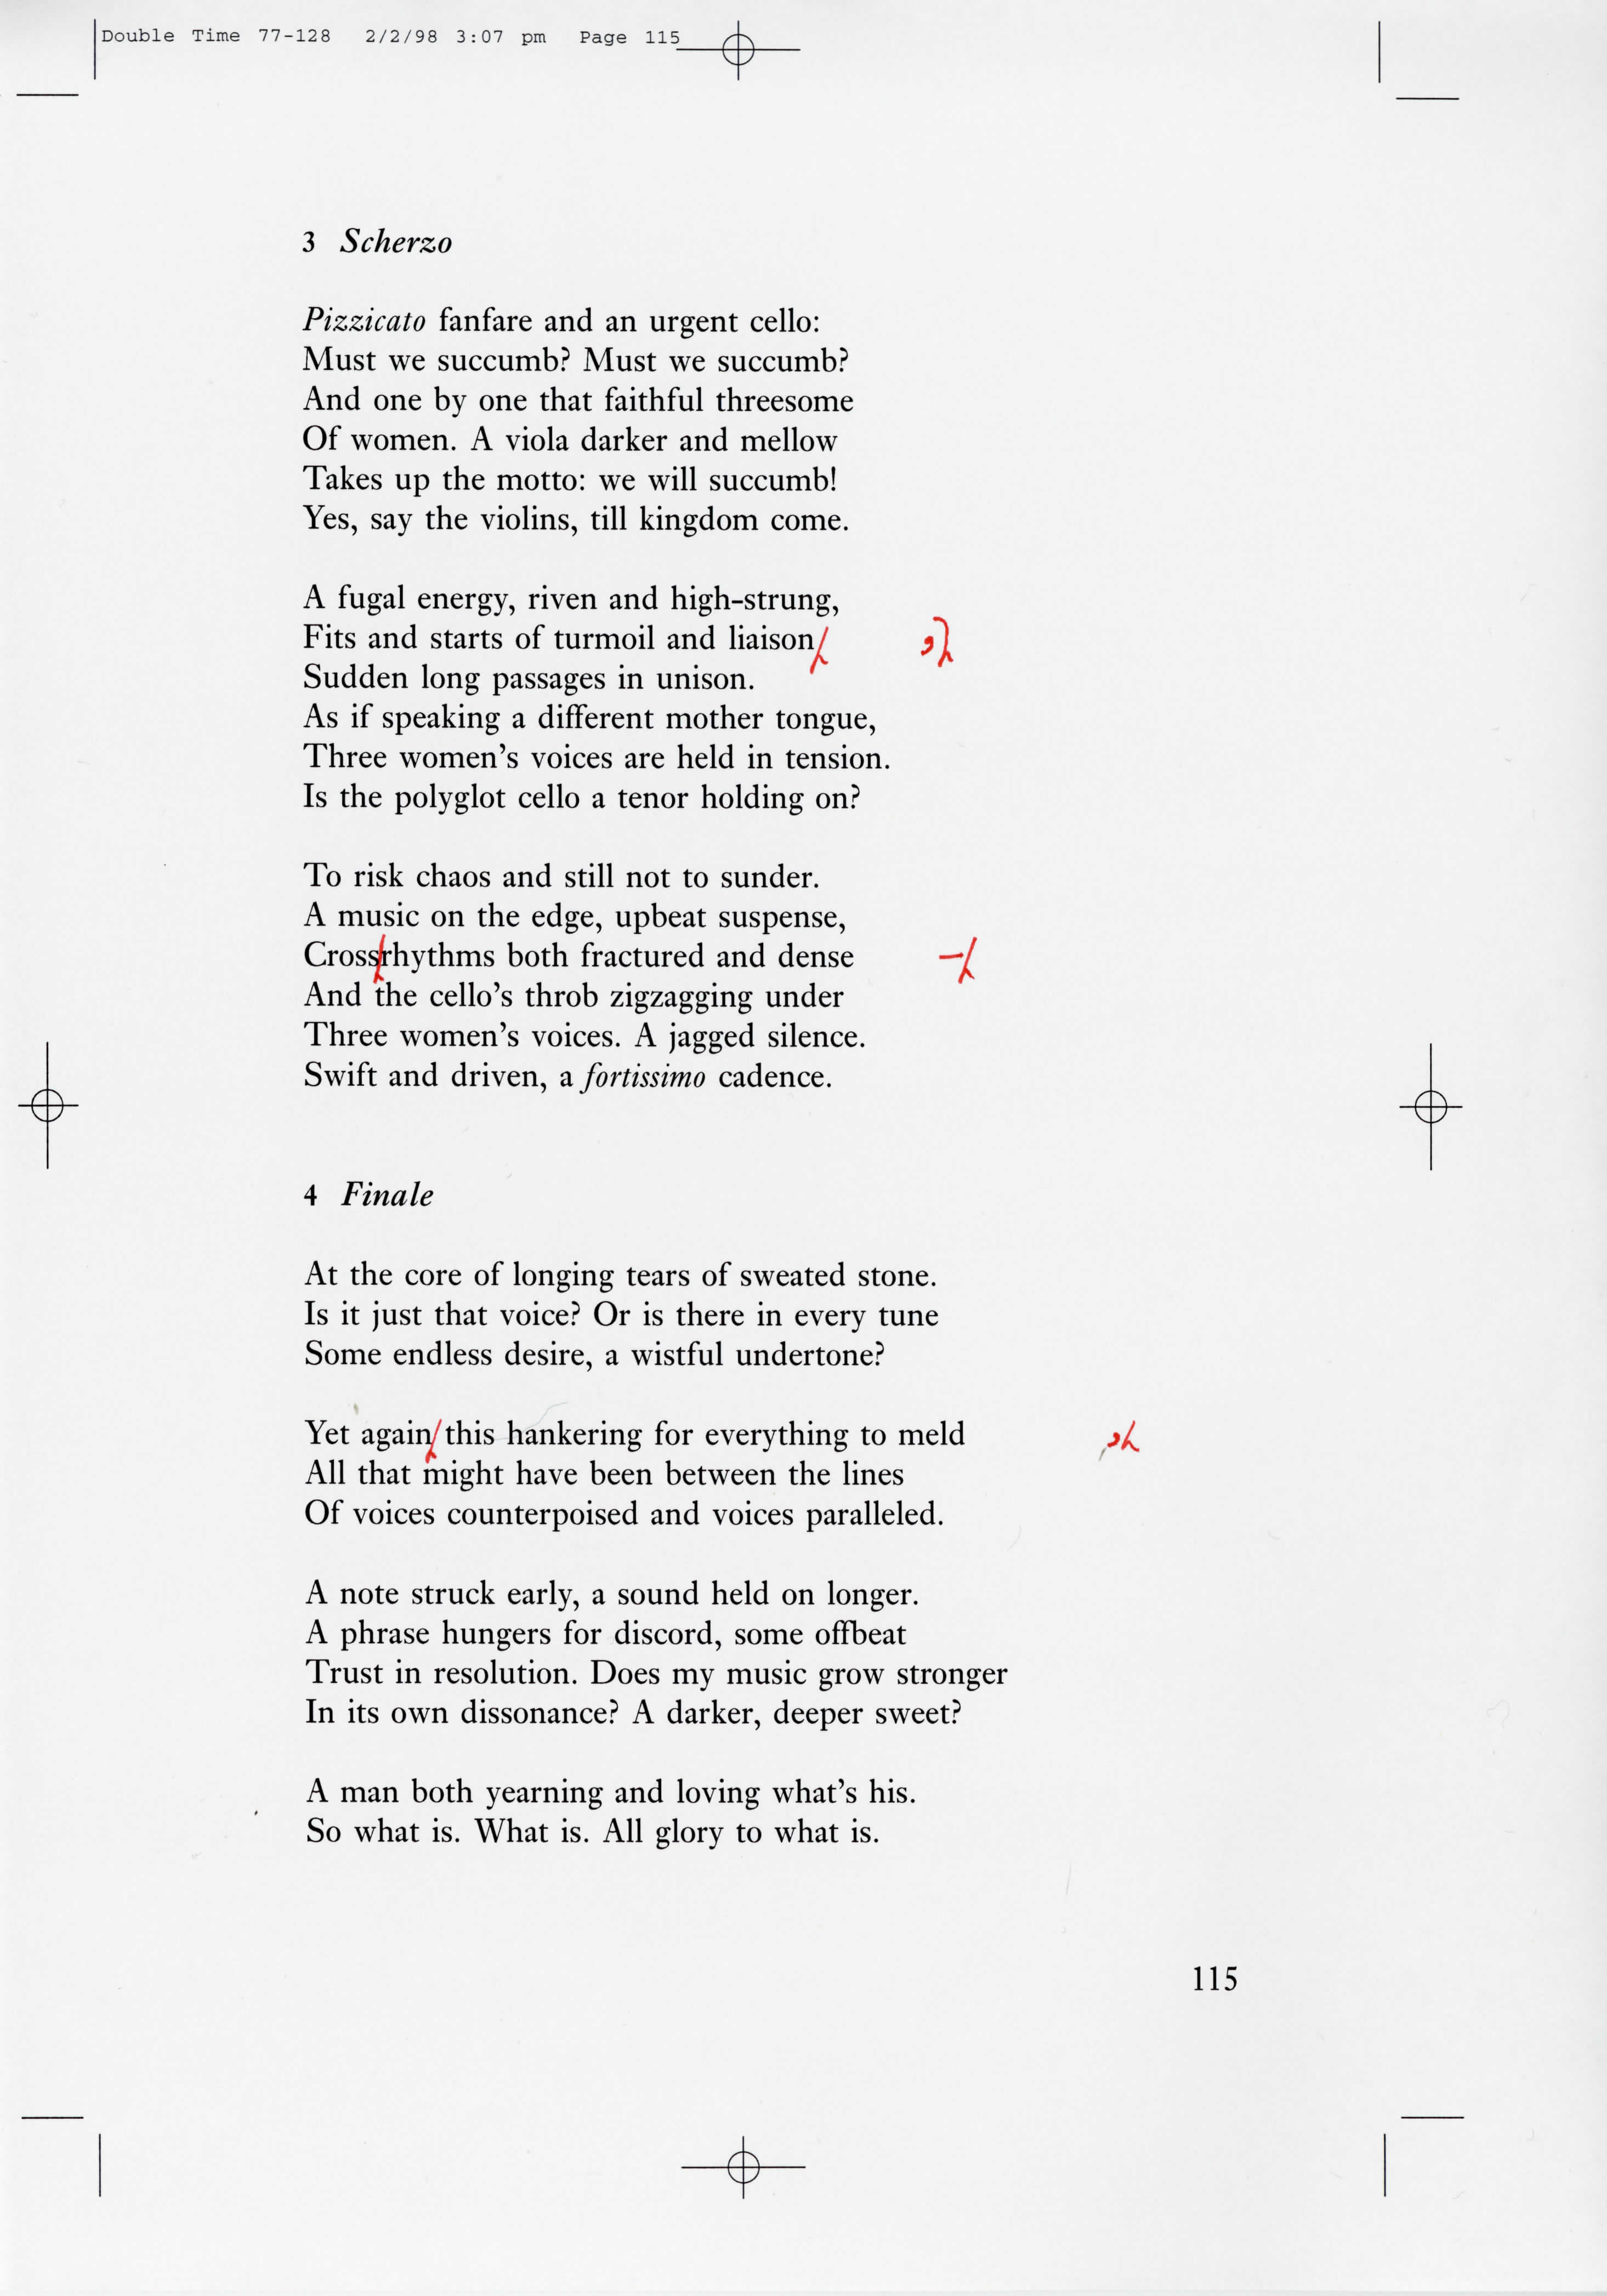 Double Time 77-128 2/2/98 3:07 pm Page 115
3 Scherzo
Pizzicato fanfare and an urgent cello:
Must we succumb? Must we succumb?
And one by one that faithful threesome
Of women. A viola darker and mellow
Takes up the motto: we will succumb!
Yes, say the violins, till kingdom come.
A fugal energy, riven and high-strung,
Fits and starts of turmoil and liaison
Sudden long passages in unison.
As if speaking a different mother tongue,
Three women's voices are held in tension.
Is the polyglot cello a tenor holding on?
To risk chaos and still not to sunder.
A music on the edge, upbeat suspense,
Crossrhythms both fractured and dense
And the cello's throb zigzagging under
Three women's voices. A jagged silence.
Swift and driven, a fortissimo cadence.
4 Finale
At the core of longing tears of sweated stone.
Is it just that voice? Or is there in every tune
Some endless desire, a wistful undertone?
Yet again this hankering for everything to meld
All that might have been between the lines
Of voices counterpoised and voices paralleled.
A note struck early, a sound held on longer.
A phrase hungers for discord, some offbeat
Trust in resolution. Does my music grow stronger
In its own dissonance? A darker, deeper sweet?
A man both yearning and loving what's his.
So what is. What is. All glory to what is.
115